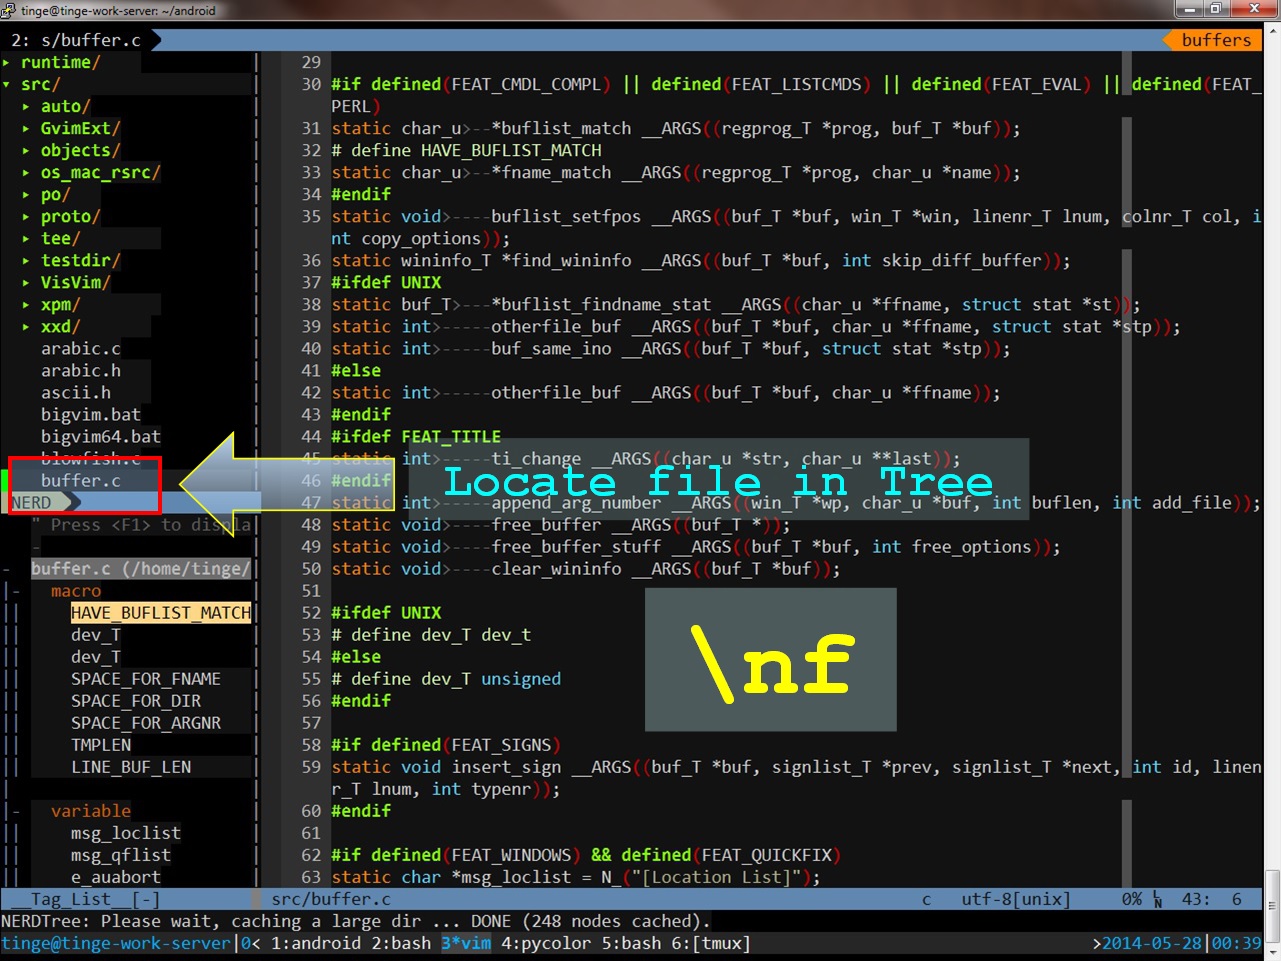 tinge@tinge-work-server: ~/android
2: s/buffer.c
buffers
▸ runtime/
▾ src/
▸ auto/
▸ GvimExt/
▸ objects/
▸ os_mac_rsrc/
▸ po/
▸ proto/
▸ tee/
▸ testdir/
▸ VisVim/
▸ xpm/
▸ xxd/
arabic.c
arabic.h
ascii.h
bigvim.bat
bigvim64.bat
blowfish.c
buffer.c
NERD
" Press <F1> to displa
-
- buffer.c (/home/tinge/
|- macro
|| HAVE_BUFLIST_MATCH
|| dev_T
|| dev_T
|| SPACE_FOR_FNAME
|| SPACE_FOR_DIR
|| SPACE_FOR_ARGNR
|| TMPLEN
|| LINE_BUF_LEN
|
|- variable
|| msg_loclist
|| msg_qflist
|| e_auabort
__Tag_List__[-]
29
30 #if defined(FEAT_CMDL_COMPL) || defined(FEAT_LISTCMDS) || defined(FEAT_EVAL) || defined(FEAT_
PERL)
31 static char_u>--*buflist_match __ARGS((regprog_T *prog, buf_T *buf));
32 # define HAVE_BUFLIST_MATCH
33 static char_u>--*fname_match __ARGS((regprog_T *prog, char_u *name));
34 #endif
35 static void>----buflist_setfpos __ARGS((buf_T *buf, win_T *win, linenr_T lnum, colnr_T col, i
nt copy_options));
36 static wininfo_T *find_wininfo __ARGS((buf_T *buf, int skip_diff_buffer));
37 #ifdef UNIX
38 static buf_T>---*buflist_findname_stat __ARGS((char_u *ffname, struct stat *st));
39 static int>-----otherfile_buf __ARGS((buf_T *buf, char_u *ffname, struct stat *stp));
40 static int>-----buf_same_ino __ARGS((buf_T *buf, struct stat *stp));
41 #else
42 static int>-----otherfile_buf __ARGS((buf_T *buf, char_u *ffname));
43 #endif
44 #ifdef FEAT_TITLE
45 static int>-----ti_change __ARGS((char_u *str, char_u **last));
46 #endif
Locate file in Tree
47 static int>-----append_arg_number __ARGS((win_T *wp, char_u *buf, int buflen, int add_file));
48 static void>----free_buffer __ARGS((buf_T *));
49 static void>----free_buffer_stuff __ARGS((buf_T *buf, int free_options));
50 static void>----clear_wininfo __ARGS((buf_T *buf));
51
52 #ifdef UNIX
53 # define dev_T dev_t
54 #else
55 # define dev_T unsigned
56 #endif
\nf
57
58 #if defined(FEAT_SIGNS)
59 static void insert_sign __ARGS((buf_T *buf, signlist_T *prev, signlist_T *next, int id, linen
r_T lnum, int typenr));
60 #endif
61
62 #if defined(FEAT_WINDOWS) && defined(FEAT_QUICKFIX)
63 static char *msg_loclist = N_("[Location List]");
src/buffer.c c utf-8[unix] 0% LN 43: 6
NERDTree: Please wait, caching a large dir ... DONE (248 nodes cached).
tinge@tinge-work-server|0< 1:android 2:bash 3*vim 4:pycolor 5:bash 6:[tmux] >2014-05-28|00:39